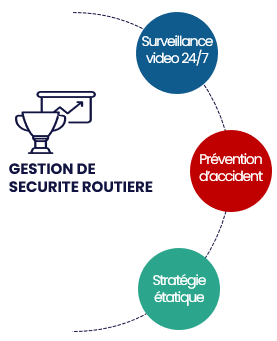 Surveillance
video 24/7
GESTION DE
SECURITE ROUTIERE
Prévention
d'accident
Stratégie
étatique